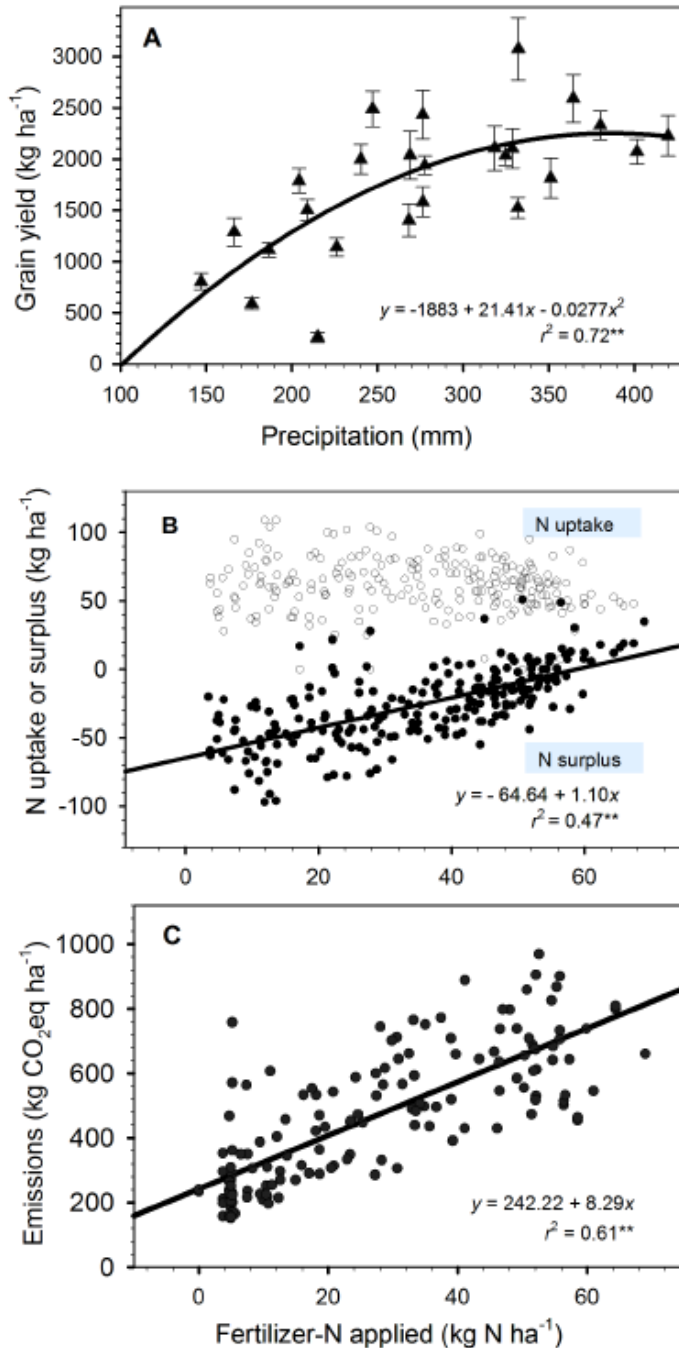 A
Grain yield (kg ha⁻¹)
3000
2500
2000
1500
1000
500
0
y = -1883 + 21.41x - 0.0277x²
r² = 0.72**
100 150 200 250 300 350 400
Precipitation (mm)
B
N uptake or surplus (kg ha⁻¹)
100
50
0
-50
-100
N uptake
N surplus
y = - 64.64 + 1.10x
r² = 0.47**
0 20 40 60
C
Emissions (kg CO₂eq ha⁻¹)
1000
800
600
400
200
0
y = 242.22 + 8.29x
r² = 0.61**
0 20 40 60
Fertilizer-N applied (kg N ha⁻¹)